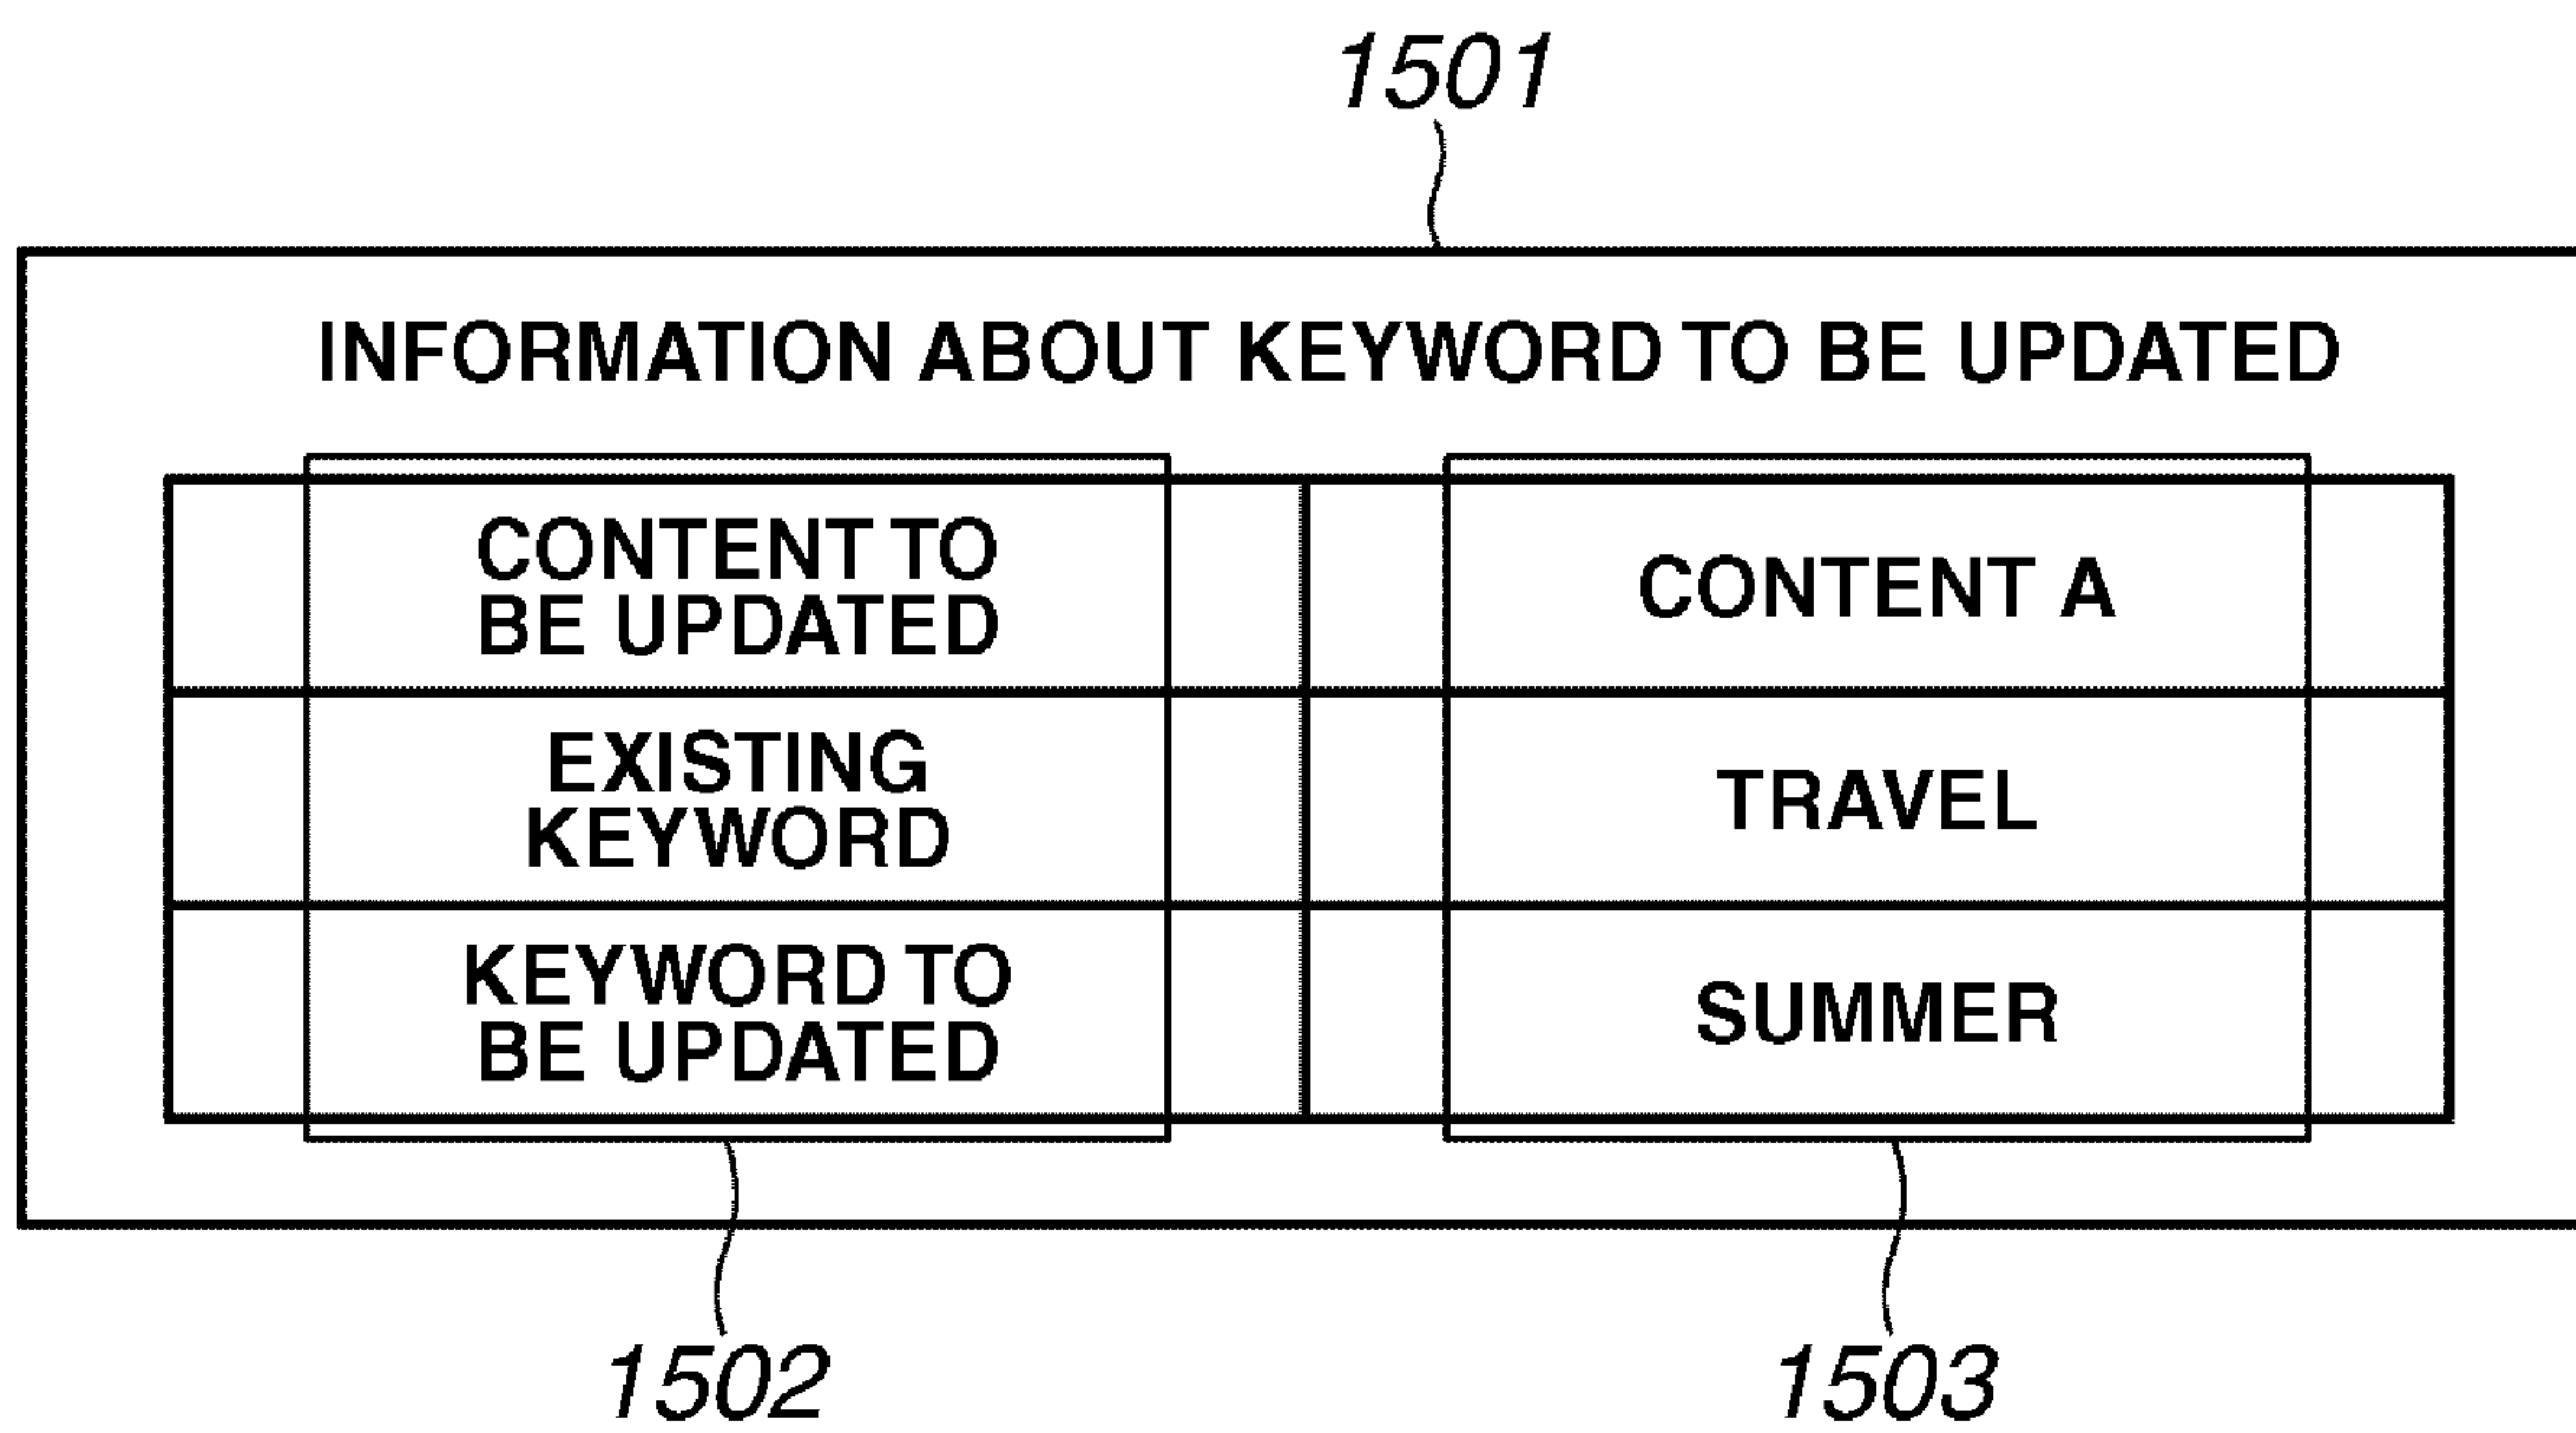 1501
INFORMATION ABOUT KEYWORD TO BE UPDATED
CONTENT TO
BE UPDATED
CONTENT A
EXISTING
KEYWORD
TRAVEL
KEYWORD TO
BE UPDATED
SUMMER
1502
1503